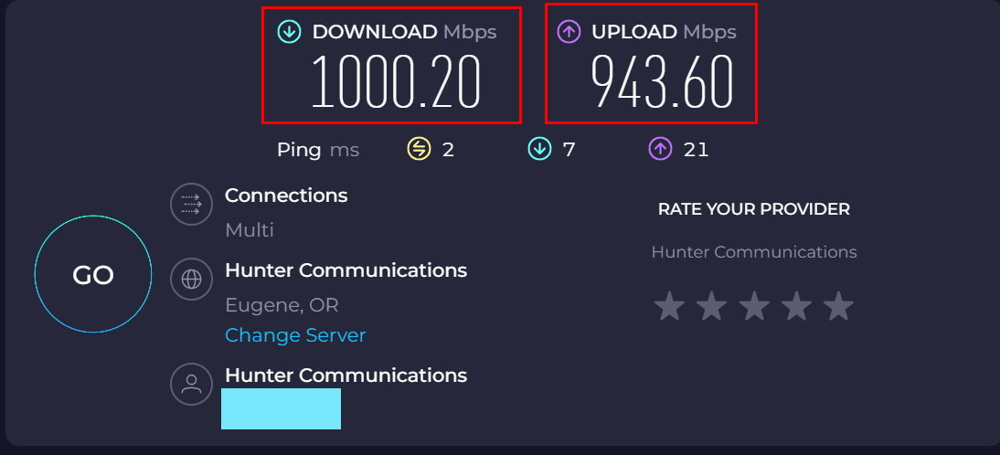 DOWNLOAD Mbps
1000.20
UPLOAD Mbps
943.60
Ping ms 2 7 21
GO
Connections
Multi
Hunter Communications
Eugene, OR
Change Server
Hunter Communications
RATE YOUR PROVIDER
Hunter Communications